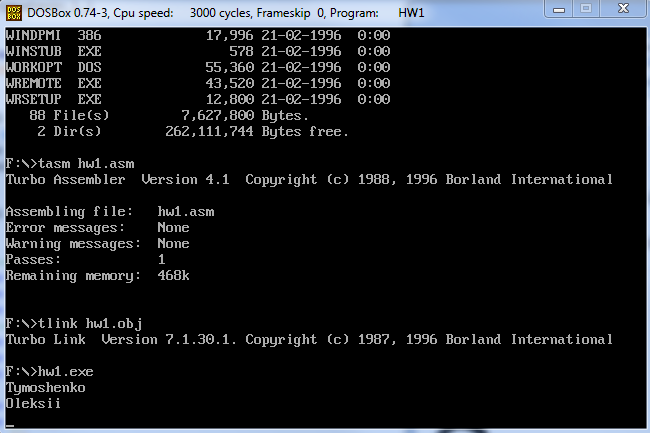 DOSBox 0.74-3, Cpu speed:    3000 cycles, Frameskip  0, Program:      HW1
WINDPMI  386             17,996 21-02-1996  0:00
WINSTUB  EXE                578 21-02-1996  0:00
WORKOPT  DOS             55,360 21-02-1996  0:00
WREMOTE  EXE             43,520 21-02-1996  0:00
WRSETUP  EXE             12,800 21-02-1996  0:00
   88 File(s)         7,627,800 Bytes.
    2 Dir(s)        262,111,744 Bytes free.
F:\>tasm hw1.asm
Turbo Assembler  Version 4.1  Copyright (c) 1988, 1996 Borland International
Assembling file:   hw1.asm
Error messages:    None
Warning messages:  None
Passes:            1
Remaining memory:  468k
F:\>tlink hw1.obj
Turbo Link  Version 7.1.30.1. Copyright (c) 1987, 1996 Borland International
F:\>hw1.exe
Tymoshenko
Oleksii